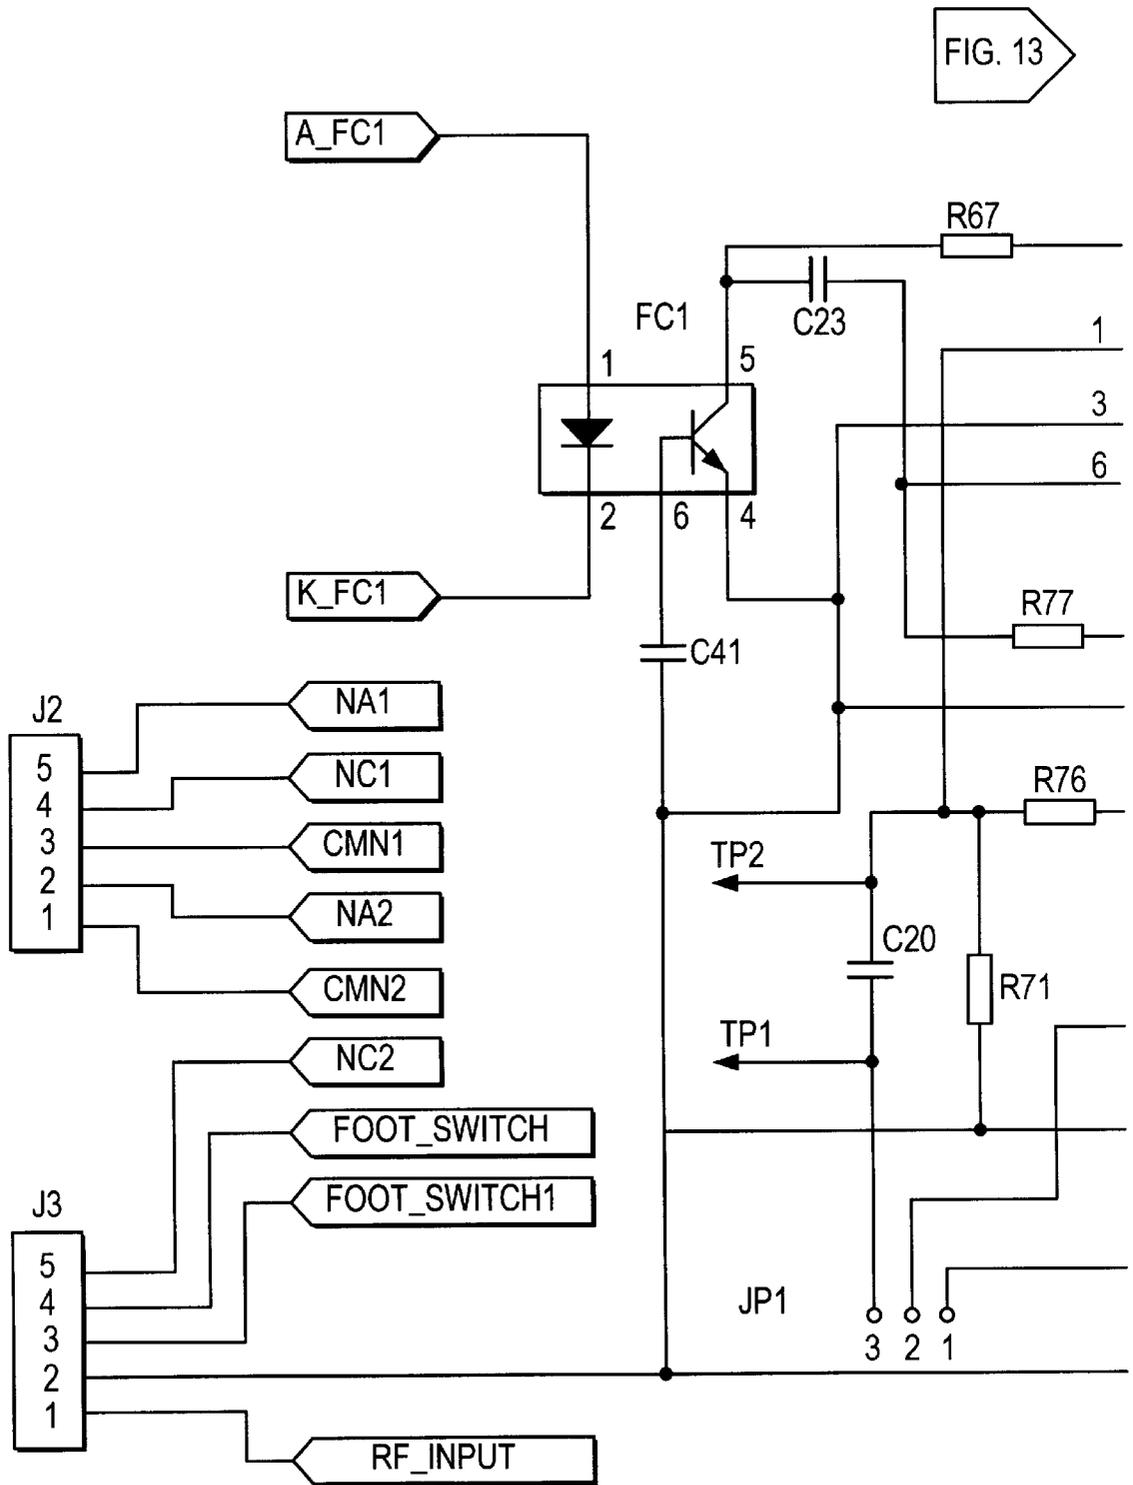 FIG. 13
A_FC1
R67
C23
FC1
1
1
5
3
6
2
6
4
K_FC1
R77
C41
J2
NA1
5
NC1
4
R76
3
CMN1
TP2
2
NA2
1
C20
CMN2
R71
TP1
NC2
FOOT_SWITCH
J3
FOOT_SWITCH1
5
4
JP1
3
3 2 1
2
1
RF_INPUT